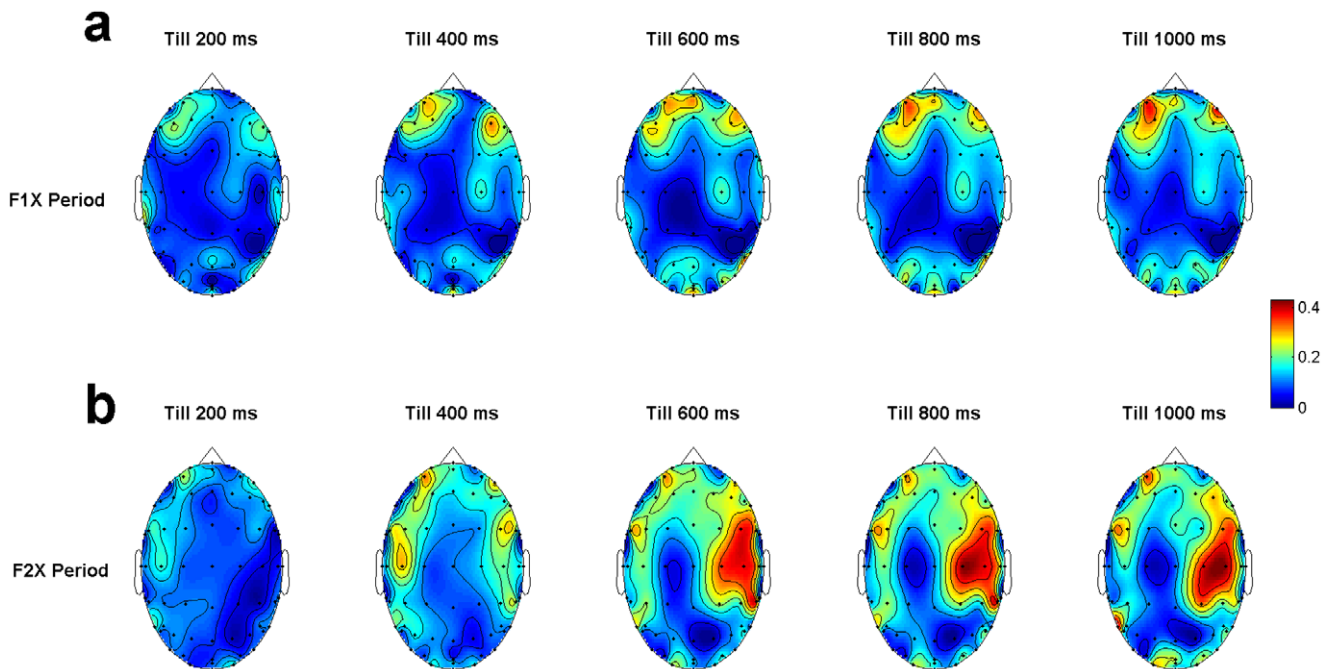 a
Till 200 ms
Till 400 ms
Till 600 ms
Till 800 ms
Till 1000 ms
F1X Period
0.4
0.2
0
b
Till 200 ms
Till 400 ms
Till 600 ms
Till 800 ms
Till 1000 ms
F2X Period